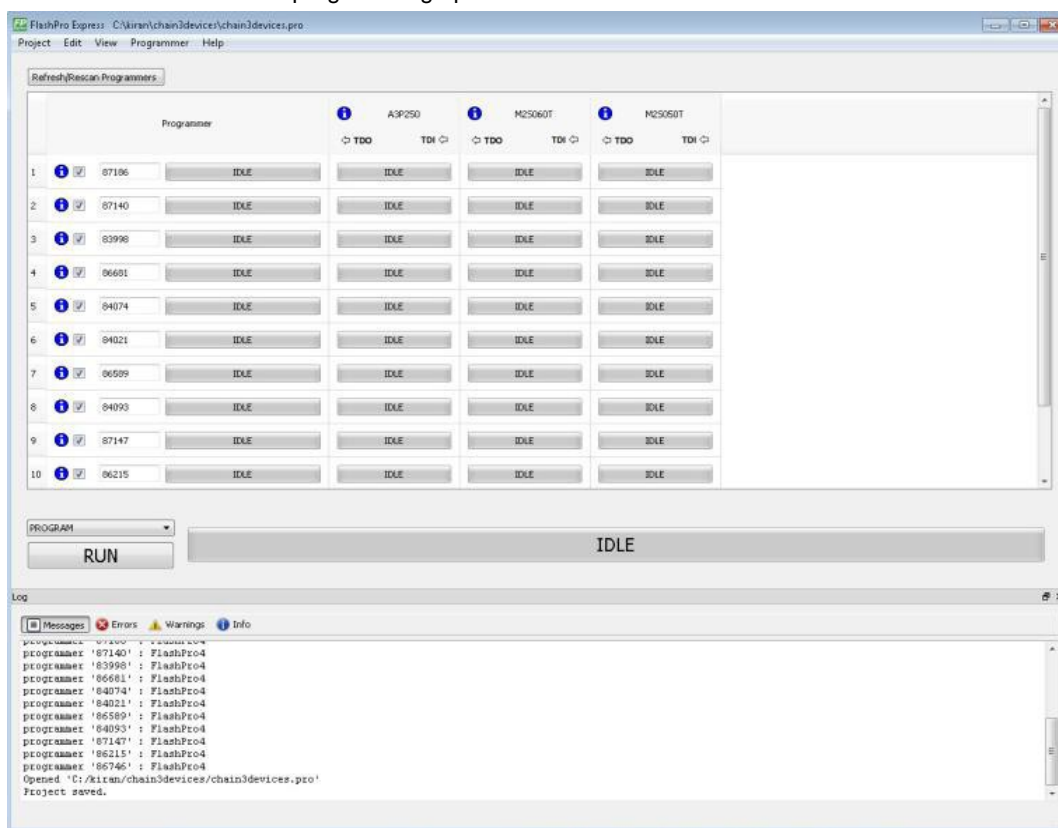 FlashPro Express C:\kiran\chain3devices\chain3devices.pro
Project Edit View Programmer Help
Refresh/Rescan Programmers
Programmer
A3P250 M2S060T M2S050T
TDO TDI TDO TDI TDO TDI
1 87186 IDLE IDLE IDLE IDLE
2 87140 IDLE IDLE IDLE IDLE
3 83998 IDLE IDLE IDLE IDLE
4 86681 IDLE IDLE IDLE IDLE
5 84074 IDLE IDLE IDLE IDLE
6 84021 IDLE IDLE IDLE IDLE
7 86589 IDLE IDLE IDLE IDLE
8 84093 IDLE IDLE IDLE IDLE
9 87147 IDLE IDLE IDLE IDLE
10 86215 IDLE IDLE IDLE IDLE
PROGRAM
RUN
IDLE
Log
Messages Errors Warnings Info
programmer '87140' : FlashPro4
programmer '83998' : FlashPro4
programmer '86681' : FlashPro4
programmer '84074' : FlashPro4
programmer '84021' : FlashPro4
programmer '86589' : FlashPro4
programmer '84093' : FlashPro4
programmer '87147' : FlashPro4
programmer '86215' : FlashPro4
programmer '86746' : FlashPro4
Opened 'C:/kiran/chain3devices/chain3devices.pro'
Project saved.